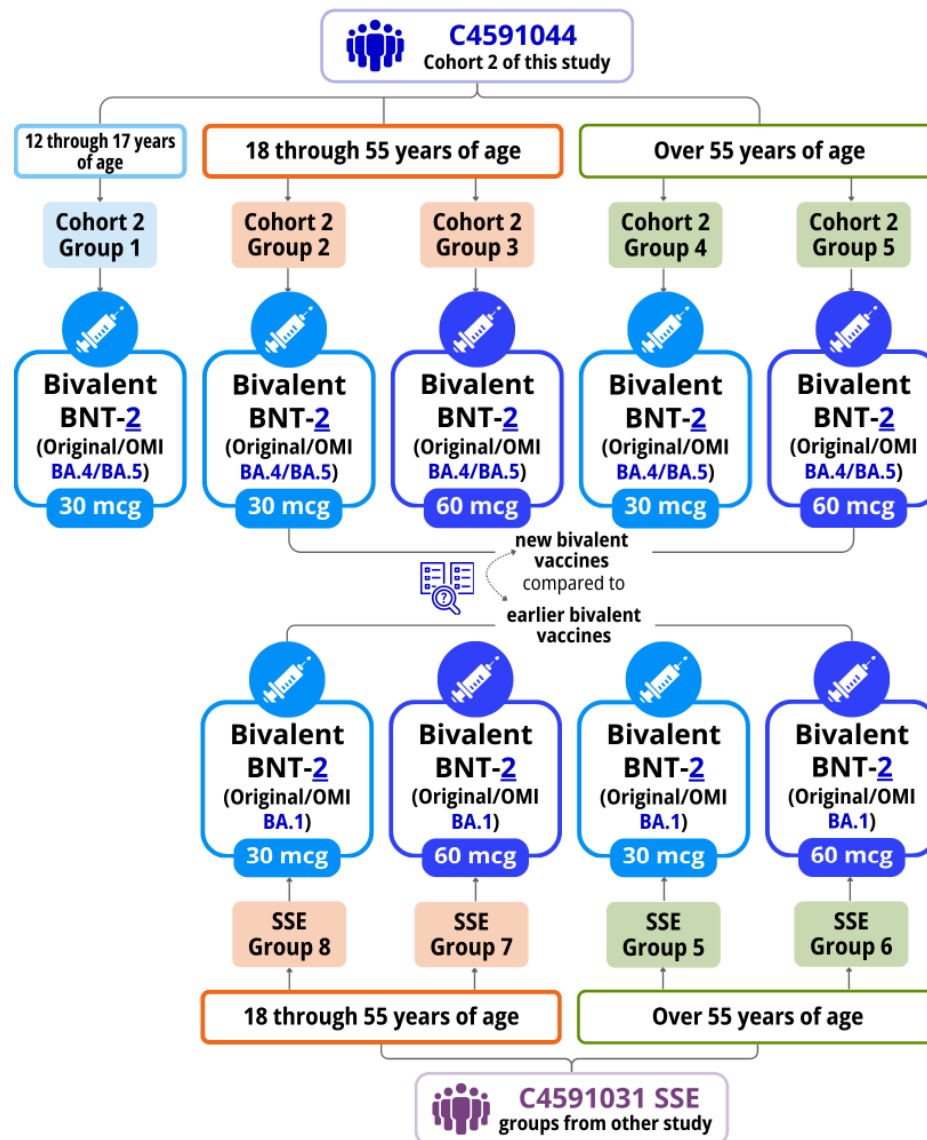 C4591044
Cohort 2 of this study
12 through 17 years
of age
18 through 55 years of age
Over 55 years of age
Cohort 2
Group 1
Cohort 2
Group 2
Cohort 2
Group 3
Cohort 2
Group 4
Cohort 2
Group 5
Bivalent
BNT-2
(Original/OMI
BA.4/BA.5)
30 mcg
Bivalent
BNT-2
(Original/OMI
BA.4/BA.5)
30 mcg
Bivalent
BNT-2
(Original/OMI
BA.4/BA.5)
60 mcg
Bivalent
BNT-2
(Original/OMI
BA.4/BA.5)
30 mcg
Bivalent
BNT-2
(Original/OMI
BA.4/BA.5)
60 mcg
new bivalent
vaccines
compared to
?
earlier bivalent
vaccines
Bivalent
BNT-2
(Original/OMI
BA.1)
30 mcg
Bivalent
BNT-2
(Original/OMI
BA.1)
60 mcg
Bivalent
BNT-2
(Original/OMI
BA.1)
30 mcg
Bivalent
BNT-2
(Original/OMI
BA.1)
60 mcg
SSE
Group 8
SSE
Group 7
SSE
Group 5
SSE
Group 6
18 through 55 years of age
Over 55 years of age
C4591031 SSE
groups from other study